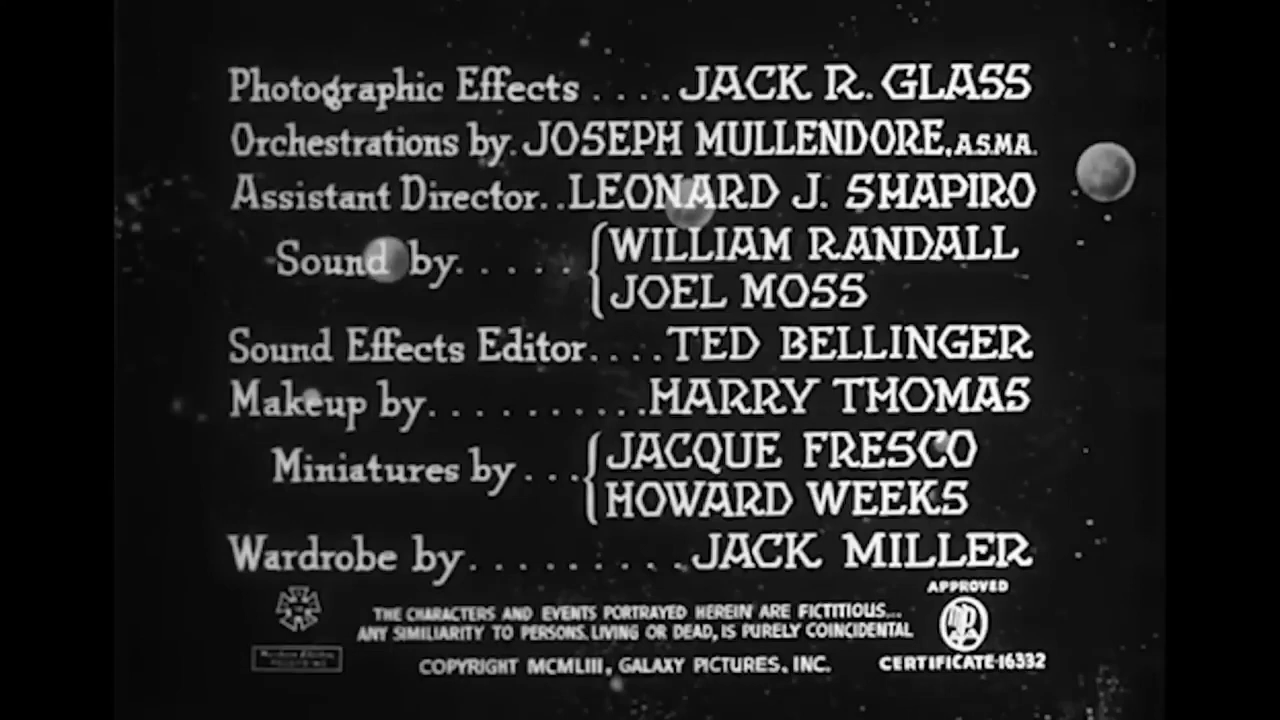 Photographic Effects . . . . JACK R. GLASS
Orchestrations by. JOSEPH MULLENDORE, A.S.M.A.
Assistant Director. . LEONARD J. SHAPIRO
Sound by. . . . . . WILLIAM RANDALL
JOEL MOSS
Sound Effects Editor. . . . TED BELLINGER
Makeup by. . . . . . . . . . . HARRY THOMAS
Miniatures by . . . JACQUE FRESCO
HOWARD WEEKS
Wardrobe by. . . . . . . . . . JACK MILLER
APPROVED
THE CHARACTERS AND EVENTS PORTRAYED HEREIN ARE FICTITIOUS...
ANY SIMILIARITY TO PERSONS, LIVING OR DEAD, IS PURELY COINCIDENTAL
COPYRIGHT MCMLIII, GALAXY PICTURES, INC.
CERTIFICATE-16332